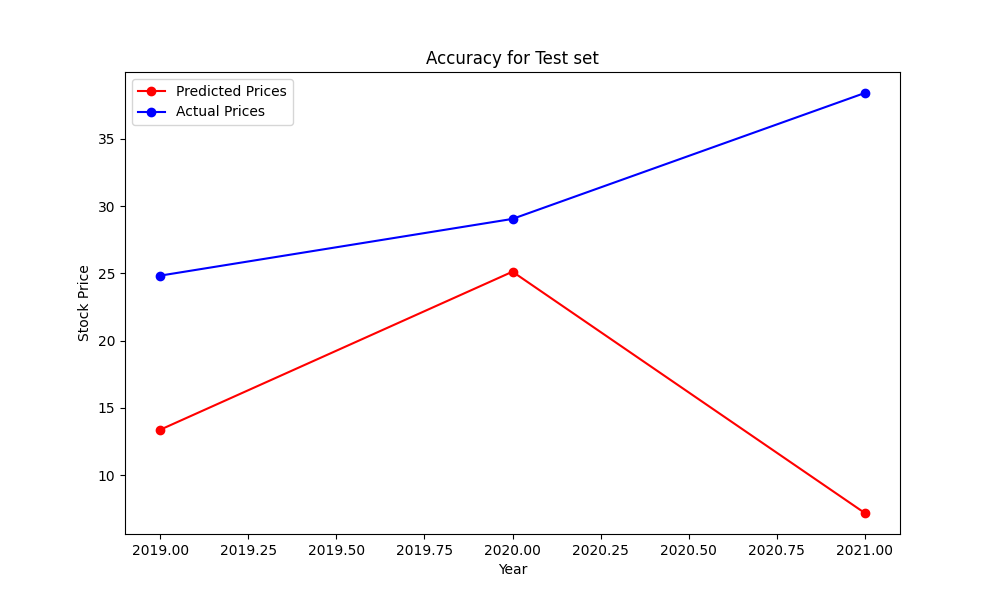 Accuracy for Test set
Predicted Prices
Actual Prices
Stock Price
35
30
25
20
15
10
2019.00 2019.25 2019.50 2019.75 2020.00 2020.25 2020.50 2020.75 2021.00
Year